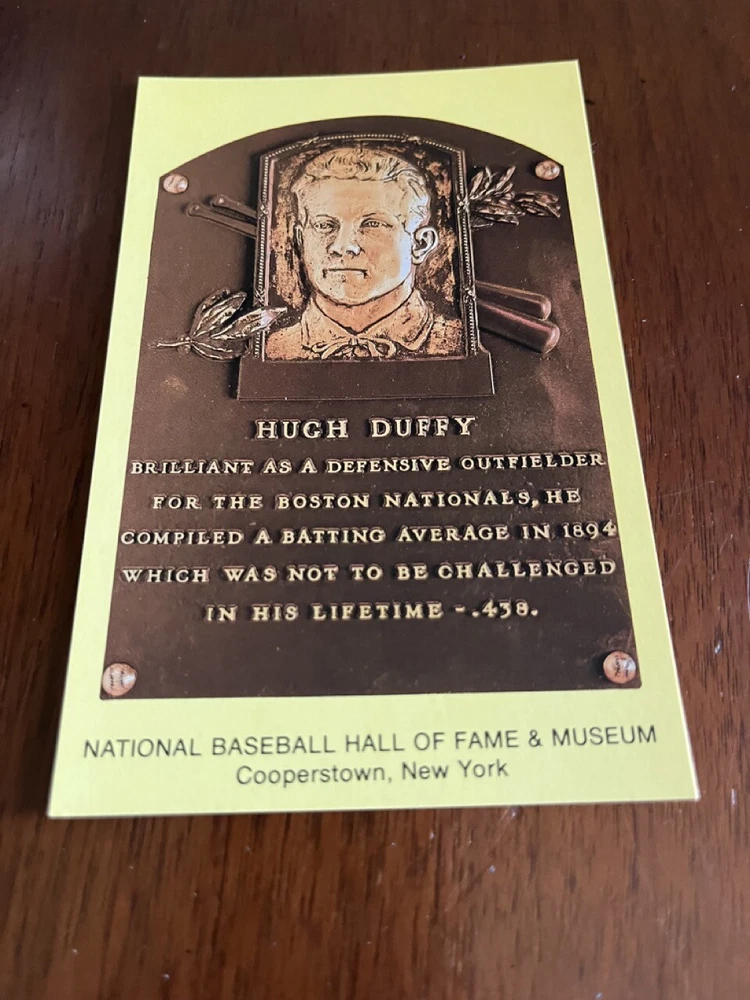 HUGH DUFFY
BRILLIANT AS A DEFENSIVE OUTFIELDER
FOR THE BOSTON NATIONALS, HE
COMPILED A BATTING AVERAGE IN 1894
WHICH WAS NOT TO BE CHALLENGED
IN HIS LIFETIME - .438.
NATIONAL BASEBALL HALL OF FAME & MUSEUM
Cooperstown, New York